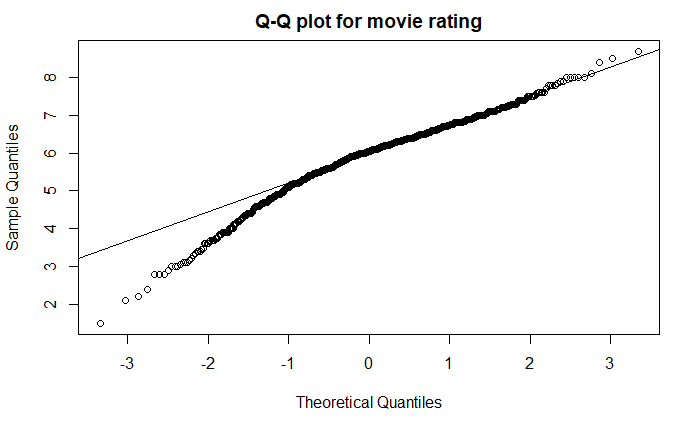 Q-Q plot for movie rating
Sample Quantiles
8
7
6
5
4
3
2
-3 -2 -1 0 1 2 3
Theoretical Quantiles